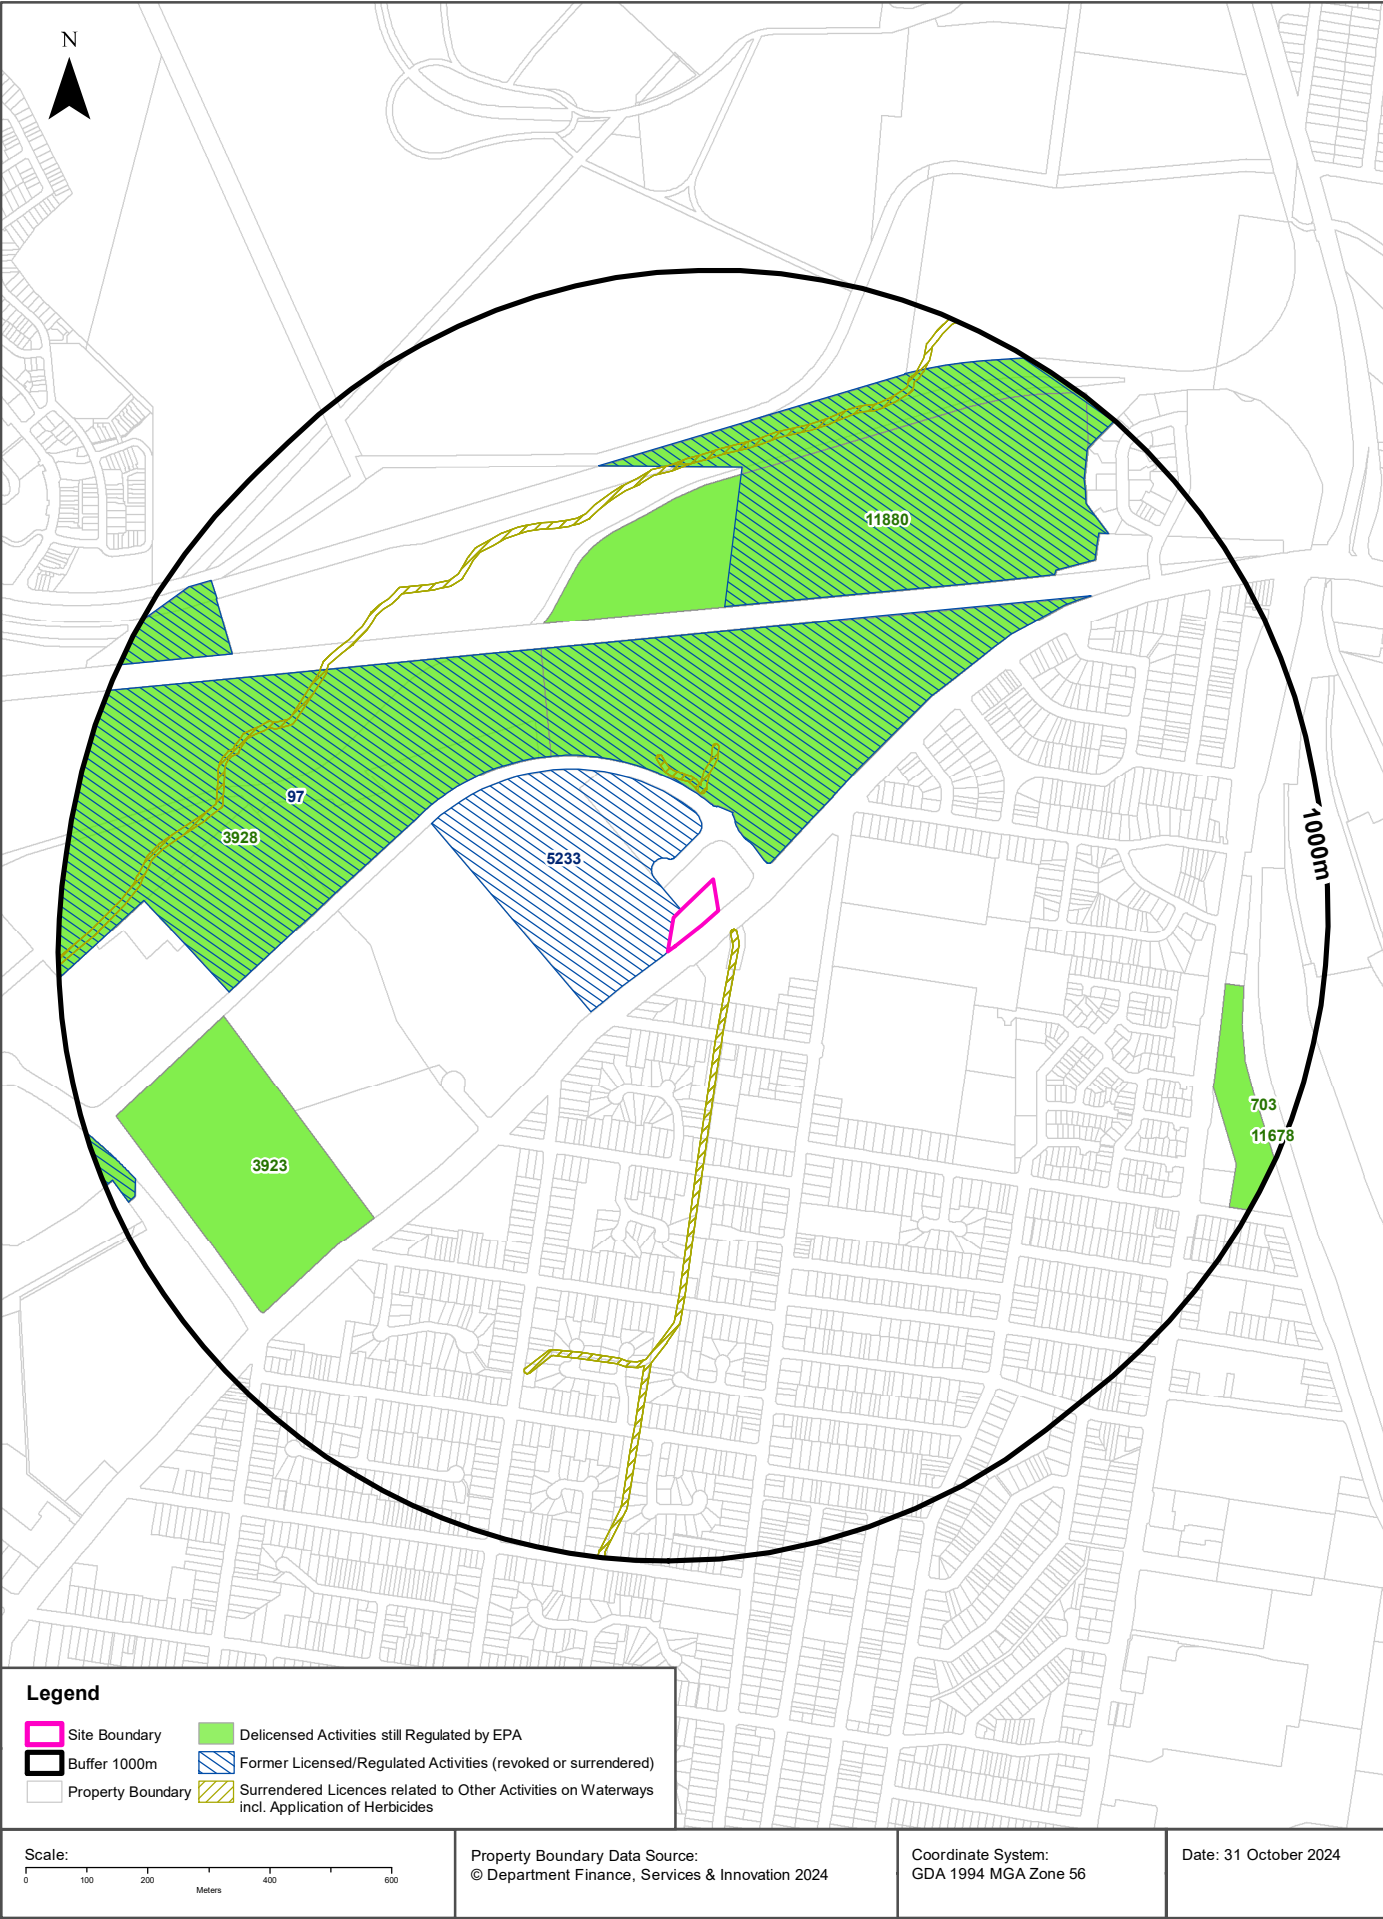 N
11880
97
3928
5233
1000m
703
11678
3923
Legend
Site Boundary
Delicensed Activities still Regulated by EPA
Buffer 1000m
Former Licensed/Regulated Activities (revoked or surrendered)
Property Boundary
Surrendered Licences related to Other Activities on Waterways
incl. Application of Herbicides
Scale:
0 100 200 400 600
Meters
Property Boundary Data Source:
© Department Finance, Services & Innovation 2024
Coordinate System:
GDA 1994 MGA Zone 56
Date: 31 October 2024